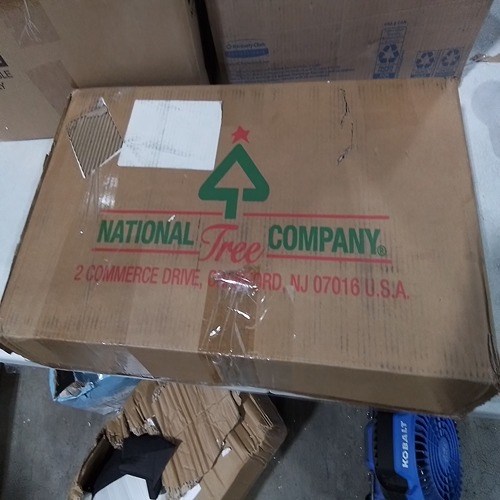 NATIONAL Tree COMPANY®
2 COMMERCE DRIVE, NJ 07016 U.S.A.
KOBALT